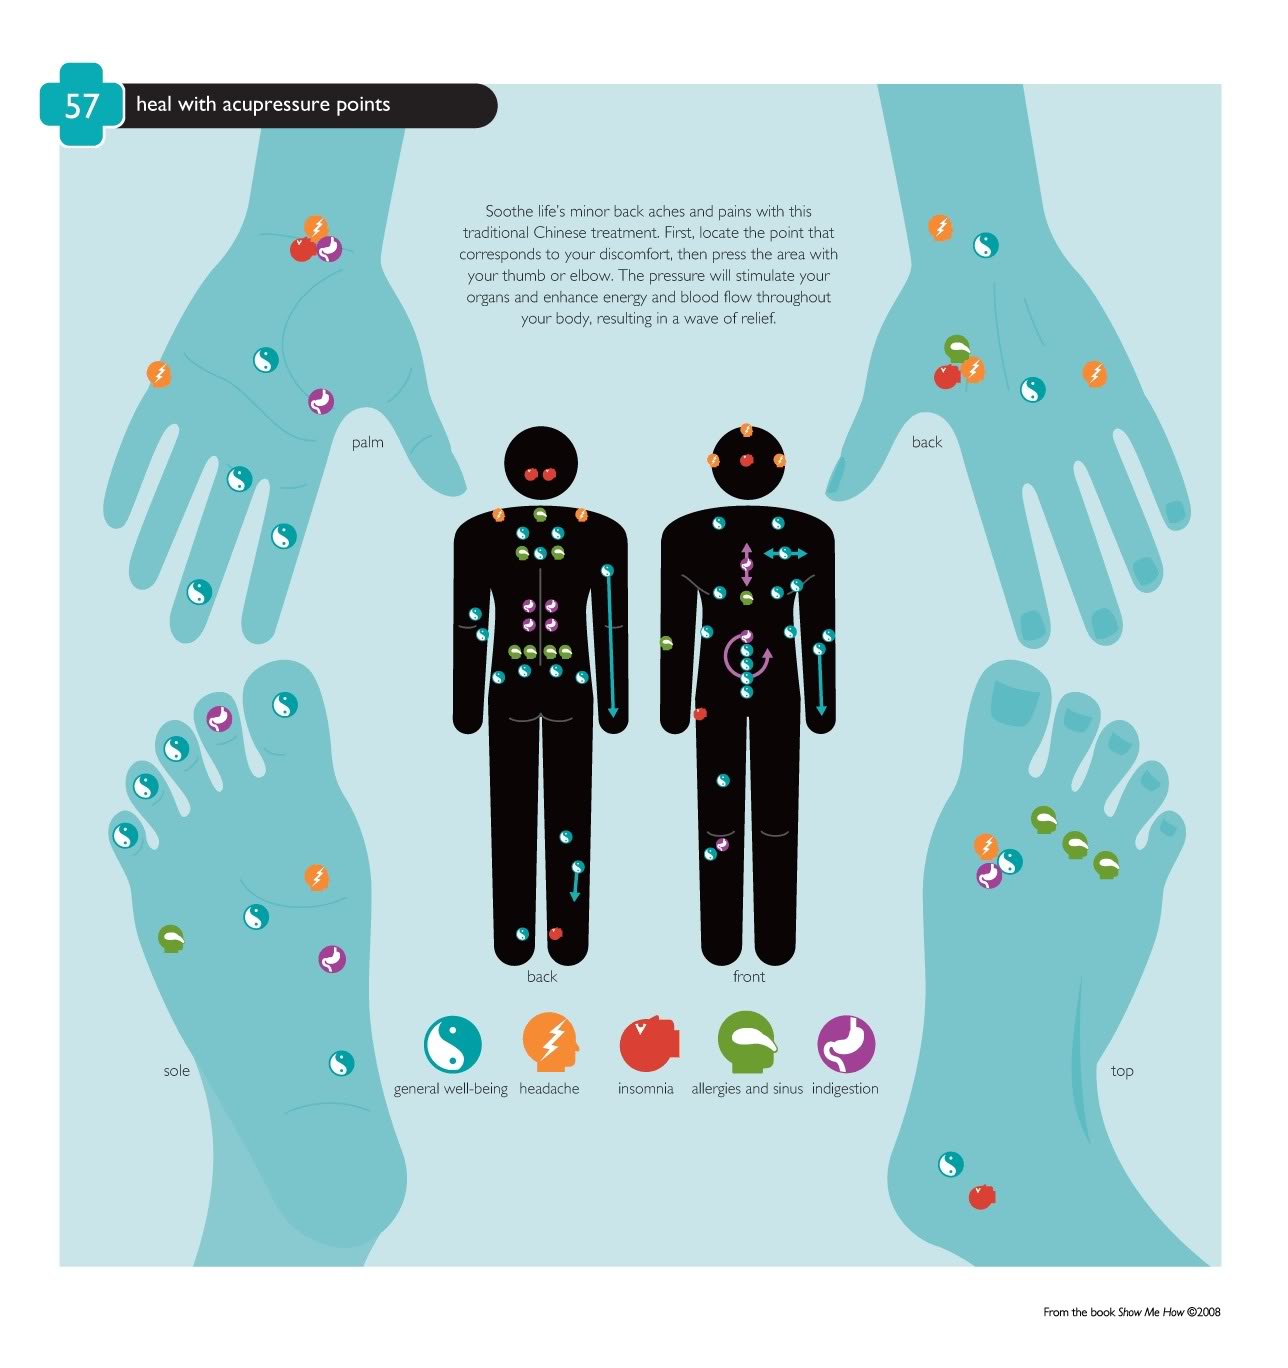 57
heal with acupressure points
Soothe life's minor back aches and pains with this
traditional Chinese treatment. First, locate the point that
corresponds to your discomfort, then press the area with
your thumb or elbow. The pressure will stimulate your
organs and enhance energy and blood flow throughout
your body, resulting in a wave of relief.
palm
back
back
front
sole
top
general well-being
headache
insomnia
allergies and sinus
indigestion
From the book Show Me How ©2008